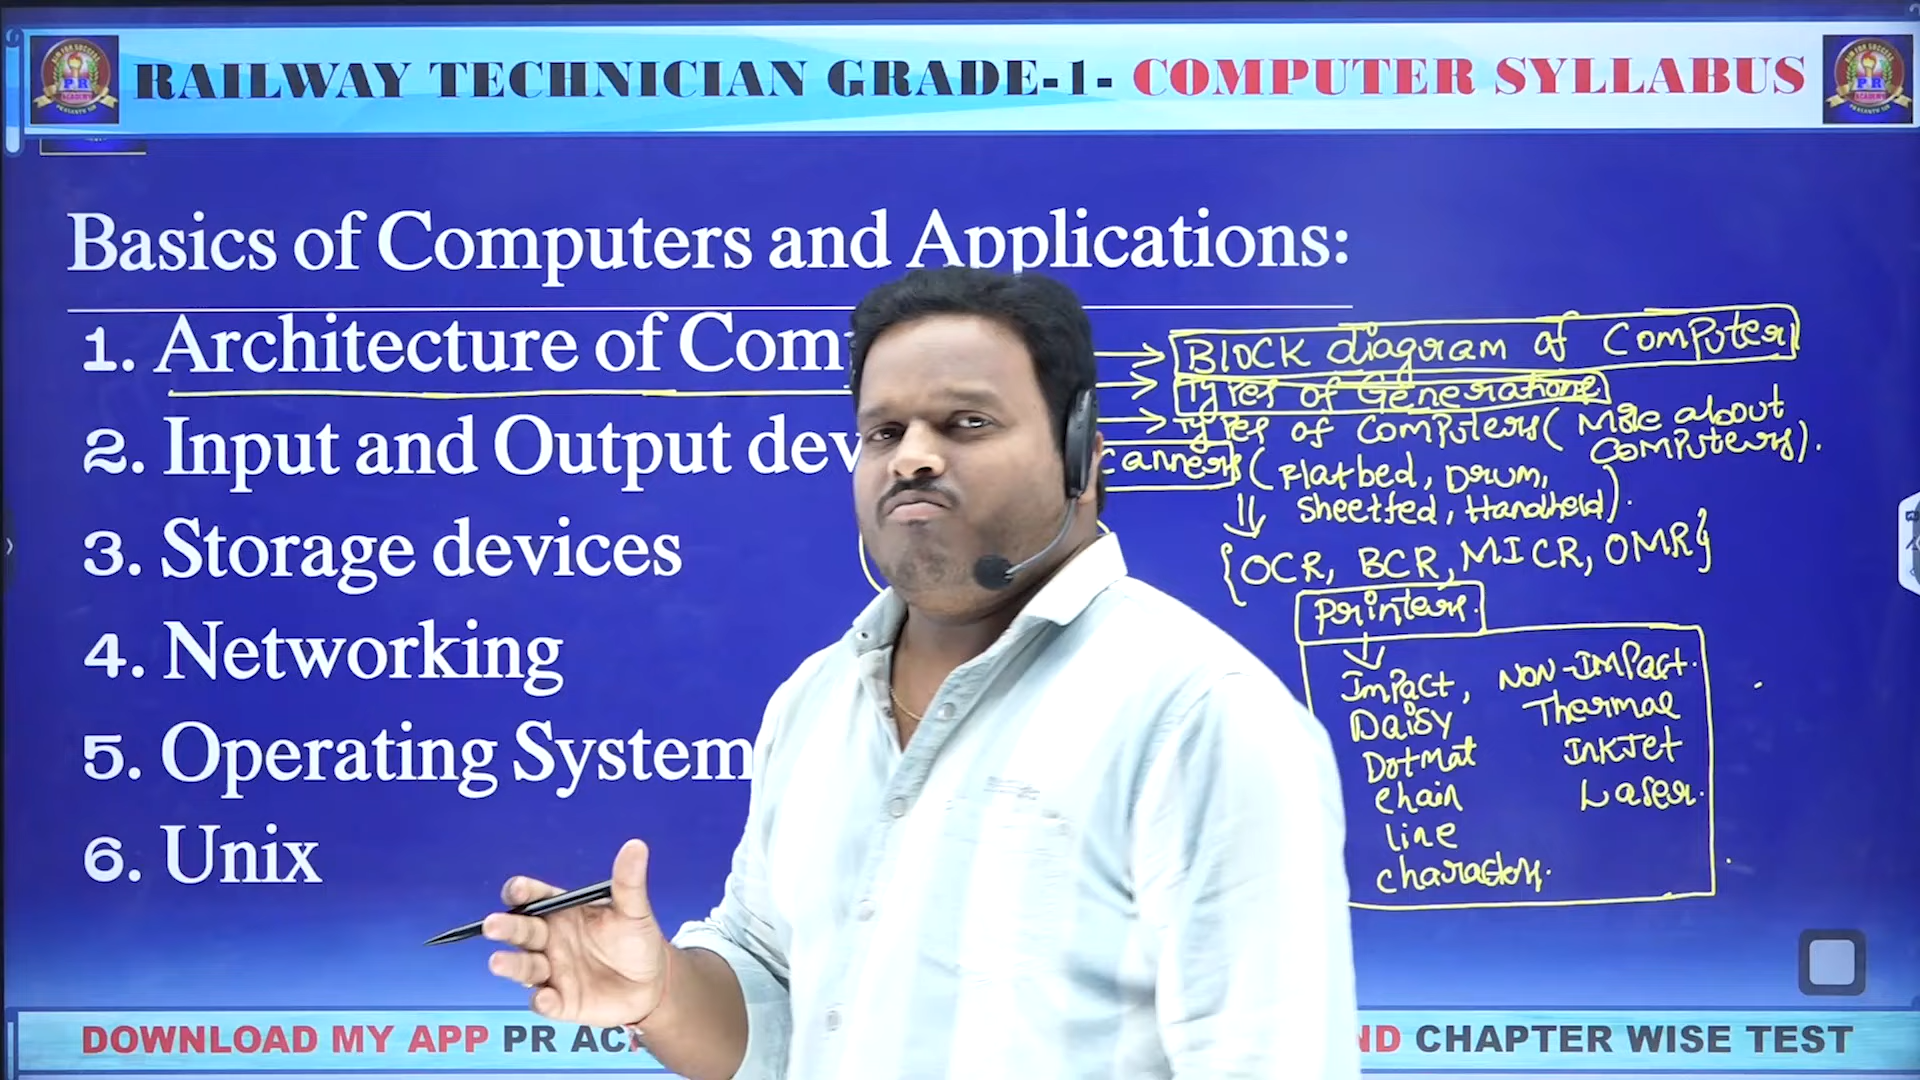 RAILWAY TECHNICIAN GRADE-1- COMPUTER SYLLABUS
Basics of Computers and Applications:
1. Architecture of Com
2. Input and Output dev
3. Storage devices
4. Networking
5. Operating System
6. Unix
BLOCK diagram of Computer
Types of Generations
Types of Computers( More about
Computers).
canners( Flatbed, Drum,
Sheetfed, Handheld).
{OCR, BCR, MICR, OMR}
Printers.
Impact, NON-IMPact.
Daisy Thermal
Dotmat InkJet
chain Laser.
line
characters.
DOWNLOAD MY APP PR AC ND CHAPTER WISE TEST